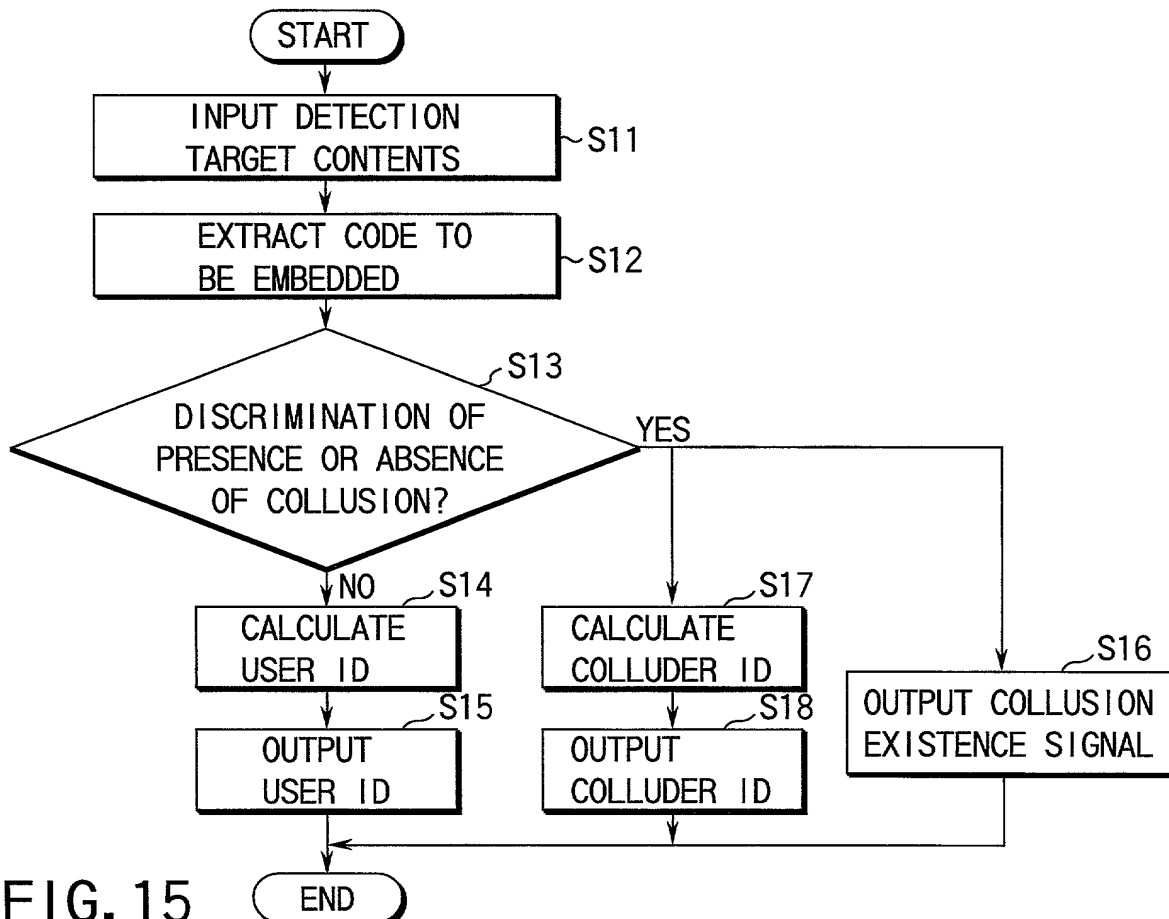 START
INPUT DETECTION
TARGET CONTENTS
S11
EXTRACT CODE TO
BE EMBEDDED
S12
S13
DISCRIMINATION OF
PRESENCE OR ABSENCE
OF COLLUSION?
YES
NO
S14
CALCULATE
USER ID
S15
OUTPUT
USER ID
S17
CALCULATE
COLLUDER ID
S18
OUTPUT
COLLUDER ID
S16
OUTPUT COLLUSION
EXISTENCE SIGNAL
END
FIG. 15